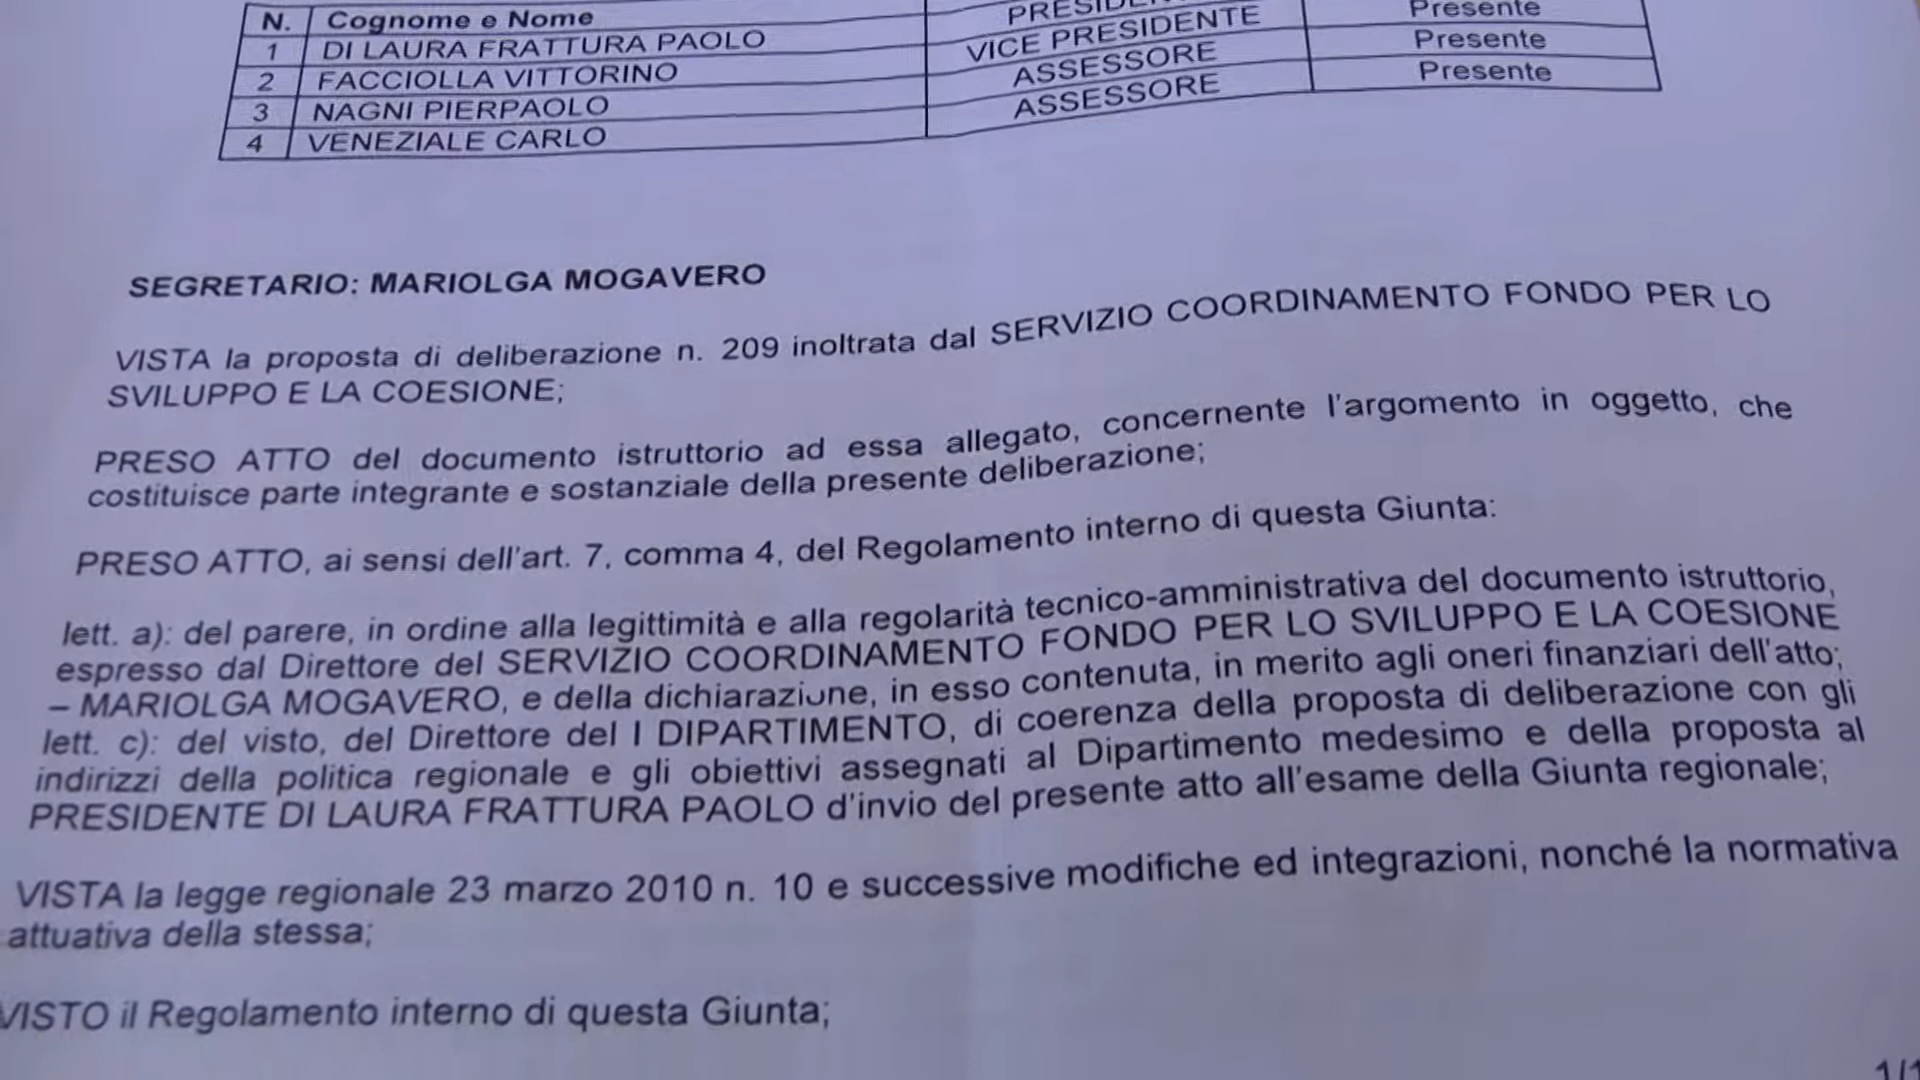 N. Cognome e Nome
1 DI LAURA FRATTURA PAOLO PRESIDENTE Presente
2 FACCIOLLA VITTORINO VICE PRESIDENTE Presente
3 NAGNI PIERPAOLO ASSESSORE Presente
4 VENEZIALE CARLO ASSESSORE
SEGRETARIO: MARIOLGA MOGAVERO
VISTA la proposta di deliberazione n. 209 inoltrata dal SERVIZIO COORDINAMENTO FONDO PER LO
SVILUPPO E LA COESIONE;
PRESO ATTO del documento istruttorio ad essa allegato, concernente l'argomento in oggetto, che
costituisce parte integrante e sostanziale della presente deliberazione;
PRESO ATTO, ai sensi dell'art. 7, comma 4, del Regolamento interno di questa Giunta:
lett. a): del parere, in ordine alla legittimità e alla regolarità tecnico-amministrativa del documento istruttorio,
espresso dal Direttore del SERVIZIO COORDINAMENTO FONDO PER LO SVILUPPO E LA COESIONE
– MARIOLGA MOGAVERO, e della dichiarazione, in esso contenuta, in merito agli oneri finanziari dell'atto;
lett. c): del visto, del Direttore del I DIPARTIMENTO, di coerenza della proposta di deliberazione con gli
indirizzi della politica regionale e gli obiettivi assegnati al Dipartimento medesimo e della proposta al
PRESIDENTE DI LAURA FRATTURA PAOLO d'invio del presente atto all'esame della Giunta regionale;
VISTA la legge regionale 23 marzo 2010 n. 10 e successive modifiche ed integrazioni, nonché la normativa
attuativa della stessa;
VISTO il Regolamento interno di questa Giunta;